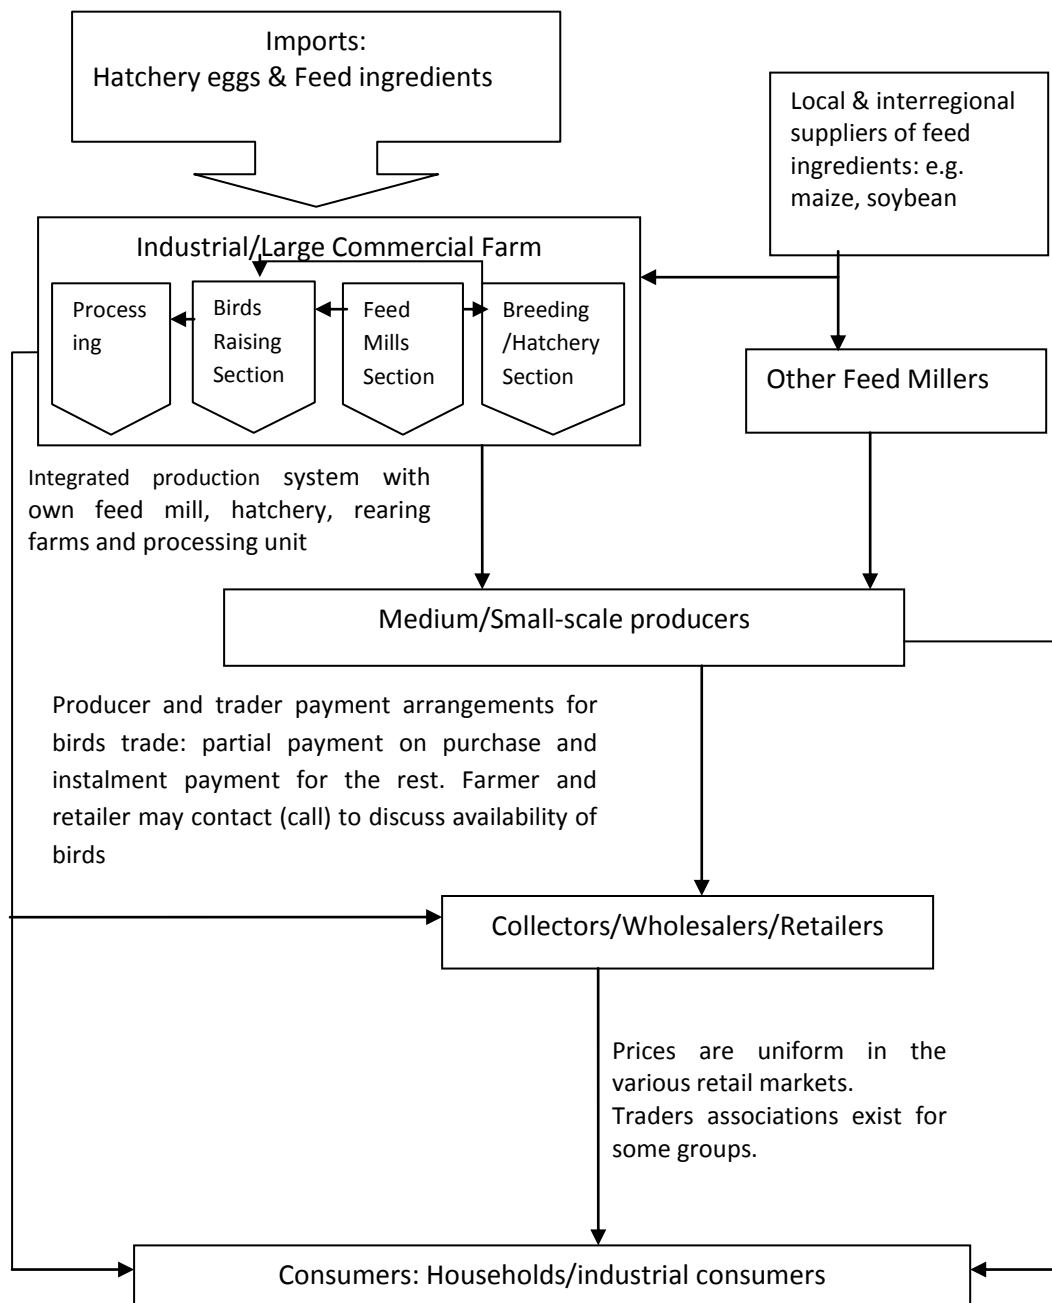 Imports:
Hatchery eggs & Feed ingredients
Local & interregional
suppliers of feed
ingredients: e.g.
maize, soybean
Industrial/Large Commercial Farm
Process
ing
Birds
Raising
Section
Feed
Mills
Section
Breeding
/Hatchery
Section
Other Feed Millers
Integrated production system with
own feed mill, hatchery, rearing
farms and processing unit
Medium/Small-scale producers
Producer and trader payment arrangements for
birds trade: partial payment on purchase and
instalment payment for the rest. Farmer and
retailer may contact (call) to discuss availability of
birds
Collectors/Wholesalers/Retailers
Prices are uniform in the
various retail markets.
Traders associations exist for
some groups.
Consumers: Households/industrial consumers